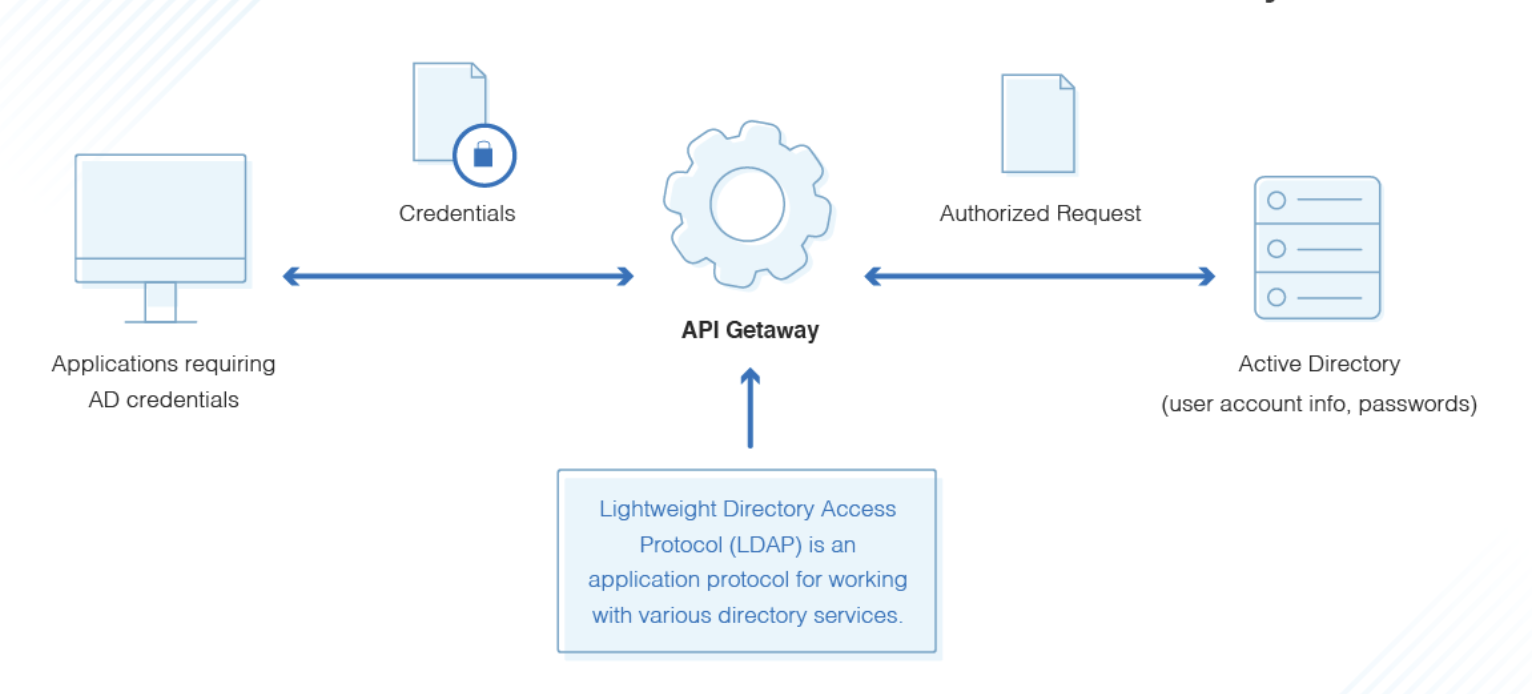 Credentials
Authorized Request
API Getaway
Applications requiring
AD credentials
Active Directory
(user account info, passwords)
Lightweight Directory Access
Protocol (LDAP) is an
application protocol for working
with various directory services.